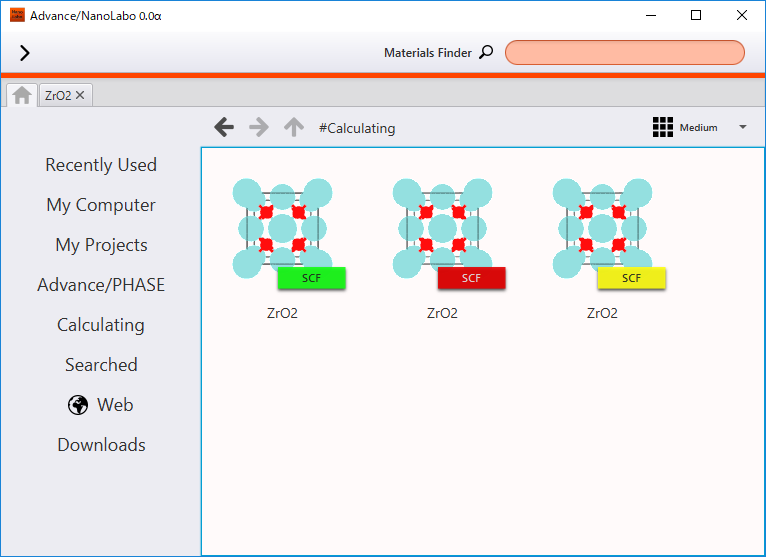 Advance/NanoLabo 0.0α
Materials Finder
ZrO2
#Calculating
Medium
Recently Used
My Computer
My Projects
Advance/PHASE
Calculating
Searched
Web
Downloads
SCF
SCF
SCF
ZrO2
ZrO2
ZrO2